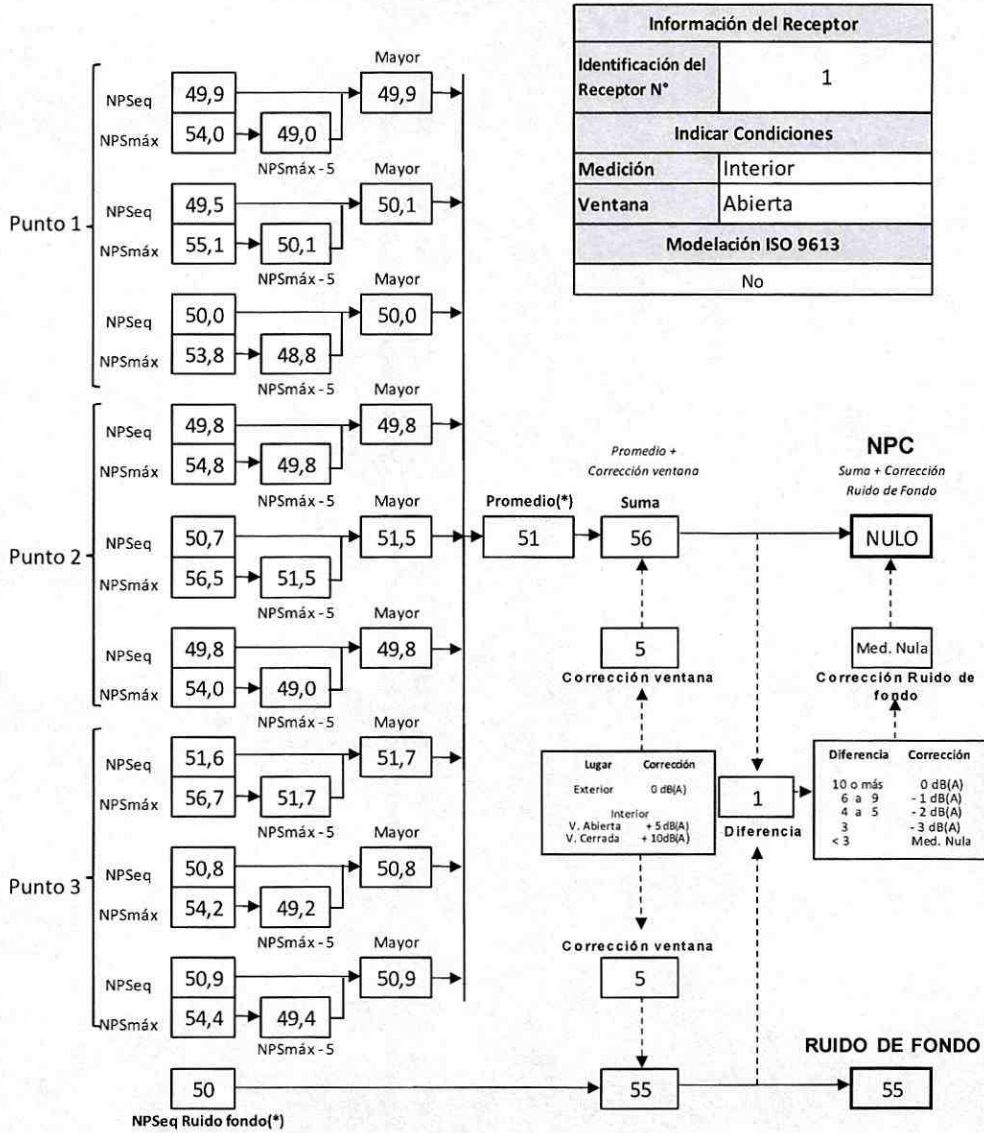 Información del Receptor
Identificación del Receptor N° 1
Indicar Condiciones
Medición Interior
Ventana Abierta
Modelación ISO 9613
No
Punto 1
Mayor
NPSeq 49,9 49,9
NPSmáx 54,0 49,0
NPSmáx - 5
Mayor
NPSeq 49,5 50,1
NPSmáx 55,1 50,1
NPSmáx - 5
Mayor
NPSeq 50,0 50,0
NPSmáx 53,8 48,8
NPSmáx - 5
Punto 2
Mayor
NPSeq 49,8 49,8
NPSmáx 54,8 49,8
NPSmáx - 5
Mayor
NPSeq 50,7 51,5
NPSmáx 56,5 51,5
NPSmáx - 5
Mayor
NPSeq 49,8 49,8
NPSmáx 54,0 49,0
NPSmáx - 5
Punto 3
Mayor
NPSeq 51,6 51,7
NPSmáx 56,7 51,7
NPSmáx - 5
Mayor
NPSeq 50,8 50,8
NPSmáx 54,2 49,2
NPSmáx - 5
Mayor
NPSeq 50,9 50,9
NPSmáx 54,4 49,4
NPSmáx - 5
50
NPSeq Ruido fondo(*)
Promedio(*)
51
Promedio +
Corrección ventana
Suma
56
5
Corrección ventana
Lugar Corrección
Exterior 0 dB(A)
Interior
V. Abierta + 5 dB(A)
V. Cerrada + 10dB(A)
Corrección ventana
5
55
1
Diferencia
NPC
Suma + Corrección
Ruido de Fondo
NULO
Med. Nula
Corrección Ruido de
fondo
Diferencia Corrección
10 o más 0 dB(A)
6 a 9 - 1 dB(A)
4 a 5 - 2 dB(A)
3 - 3 dB(A)
< 3 Med. Nula
RUIDO DE FONDO
55